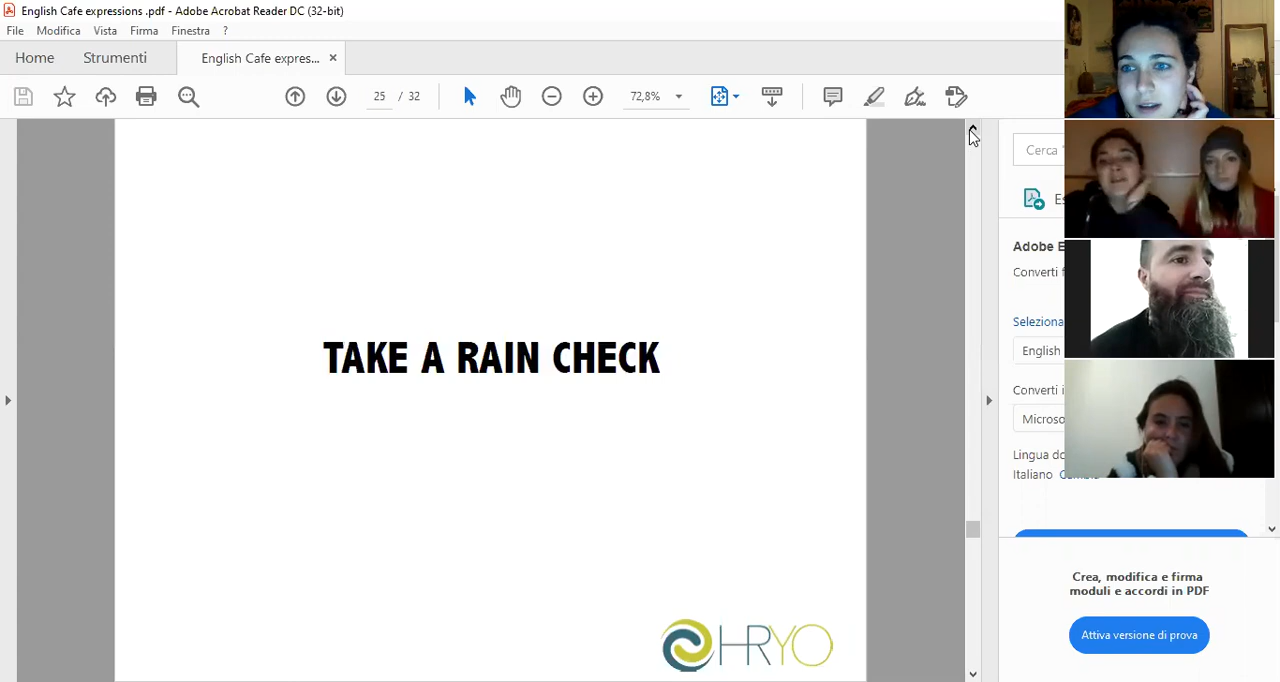 English Cafe expressions .pdf - Adobe Acrobat Reader DC (32-bit)
File Modifica Vista Firma Finestra ?
Home Strumenti English Cafe expres... ×
25 / 32 72,8%
Cerca
TAKE A RAIN CHECK
Adobe E
Converti f
Seleziona
English
Converti i
Microso
Lingua do
Italiano
HRYO
Crea, modifica e firma
moduli e accordi in PDF
Attiva versione di prova